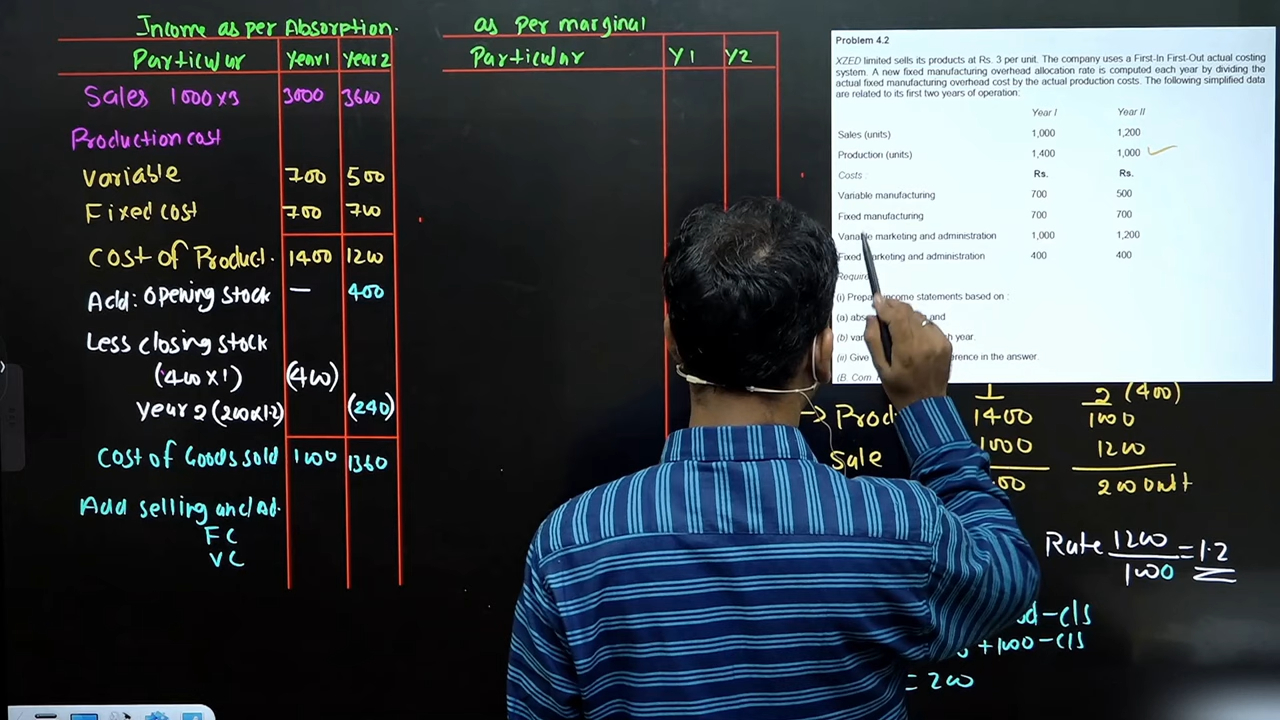 Income as per Absorption.
Particular Year1 Year2
Sales 1000x3 3000 3600
Production cost
Variable 700 500
Fixed cost 700 700
Cost of Product. 1400 1200
Add: Opening stock — 400
Less closing stock
(400x1) (400)
Year 2 (200x1.2) (240)
Cost of Goods sold 1000 1360
Add selling and Ad.
FC
VC
as per marginal
Particular Y1 Y2
Problem 4.2
XZED limited sells its products at Rs. 3 per unit. The company uses a First-In First-Out actual costing
system. A new fixed manufacturing overhead allocation rate is computed each year by dividing the
actual fixed manufacturing overhead cost by the actual production costs. The following simplified data
are related to its first two years of operation:
Year I Year II
Sales (units) 1,000 1,200
Production (units) 1,400 1,000
Costs : Rs. Rs.
Variable manufacturing 700 500
Fixed manufacturing 700 700
Variable marketing and administration 1,000 1,200
Fixed marketing and administration 400 400
(i) income statements based on :
(a) and
(b) year.
(ii) Give in the answer.
(B. Com
1 2 (400)
→ Prod 1400 1000
Sale 1000 1200
00 200 unit
Rate 1200/1000 = 1.2
-C/S
+1000-C/S
= 200